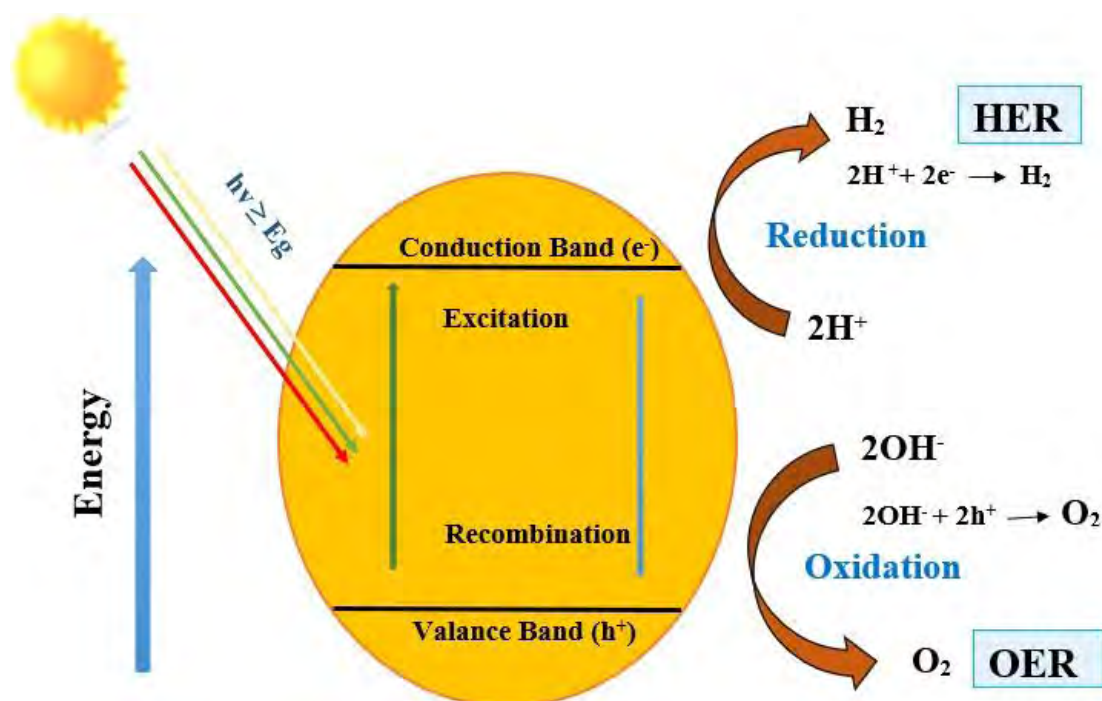 H₂
HER
2H⁺+ 2e⁻ → H₂
Reduction
2H⁺
hv≥ Eg
Conduction Band (e⁻)
Excitation
Energy
Recombination
Valance Band (h⁺)
2OH⁻
2OH⁻ + 2h⁺ → O₂
Oxidation
O₂
OER